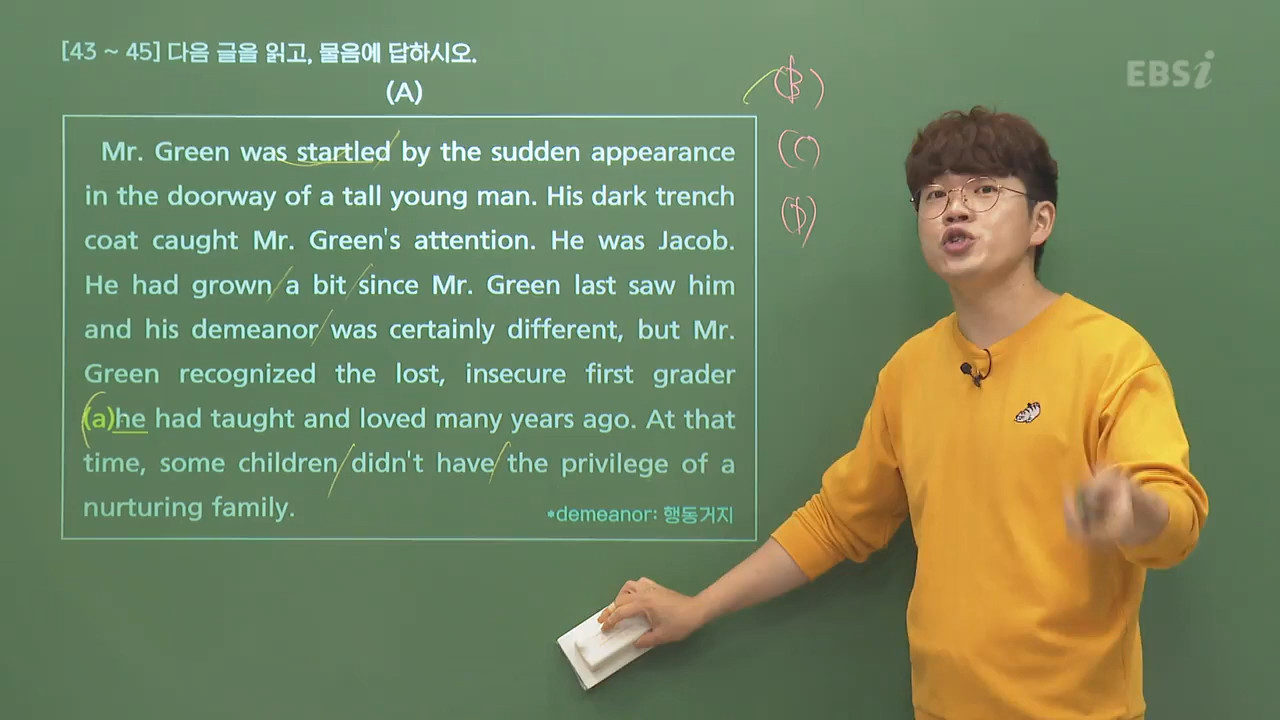 [43 ~ 45] 다음 글을 읽고, 물음에 답하시오.
(A)
Mr. Green was startled by the sudden appearance
in the doorway of a tall young man. His dark trench
coat caught Mr. Green's attention. He was Jacob.
He had grown a bit since Mr. Green last saw him
and his demeanor was certainly different, but Mr.
Green recognized the lost, insecure first grader
(a)he had taught and loved many years ago. At that
time, some children didn't have the privilege of a
nurturing family.
*demeanor: 행동거지
(B)
(C)
(D)
EBSi